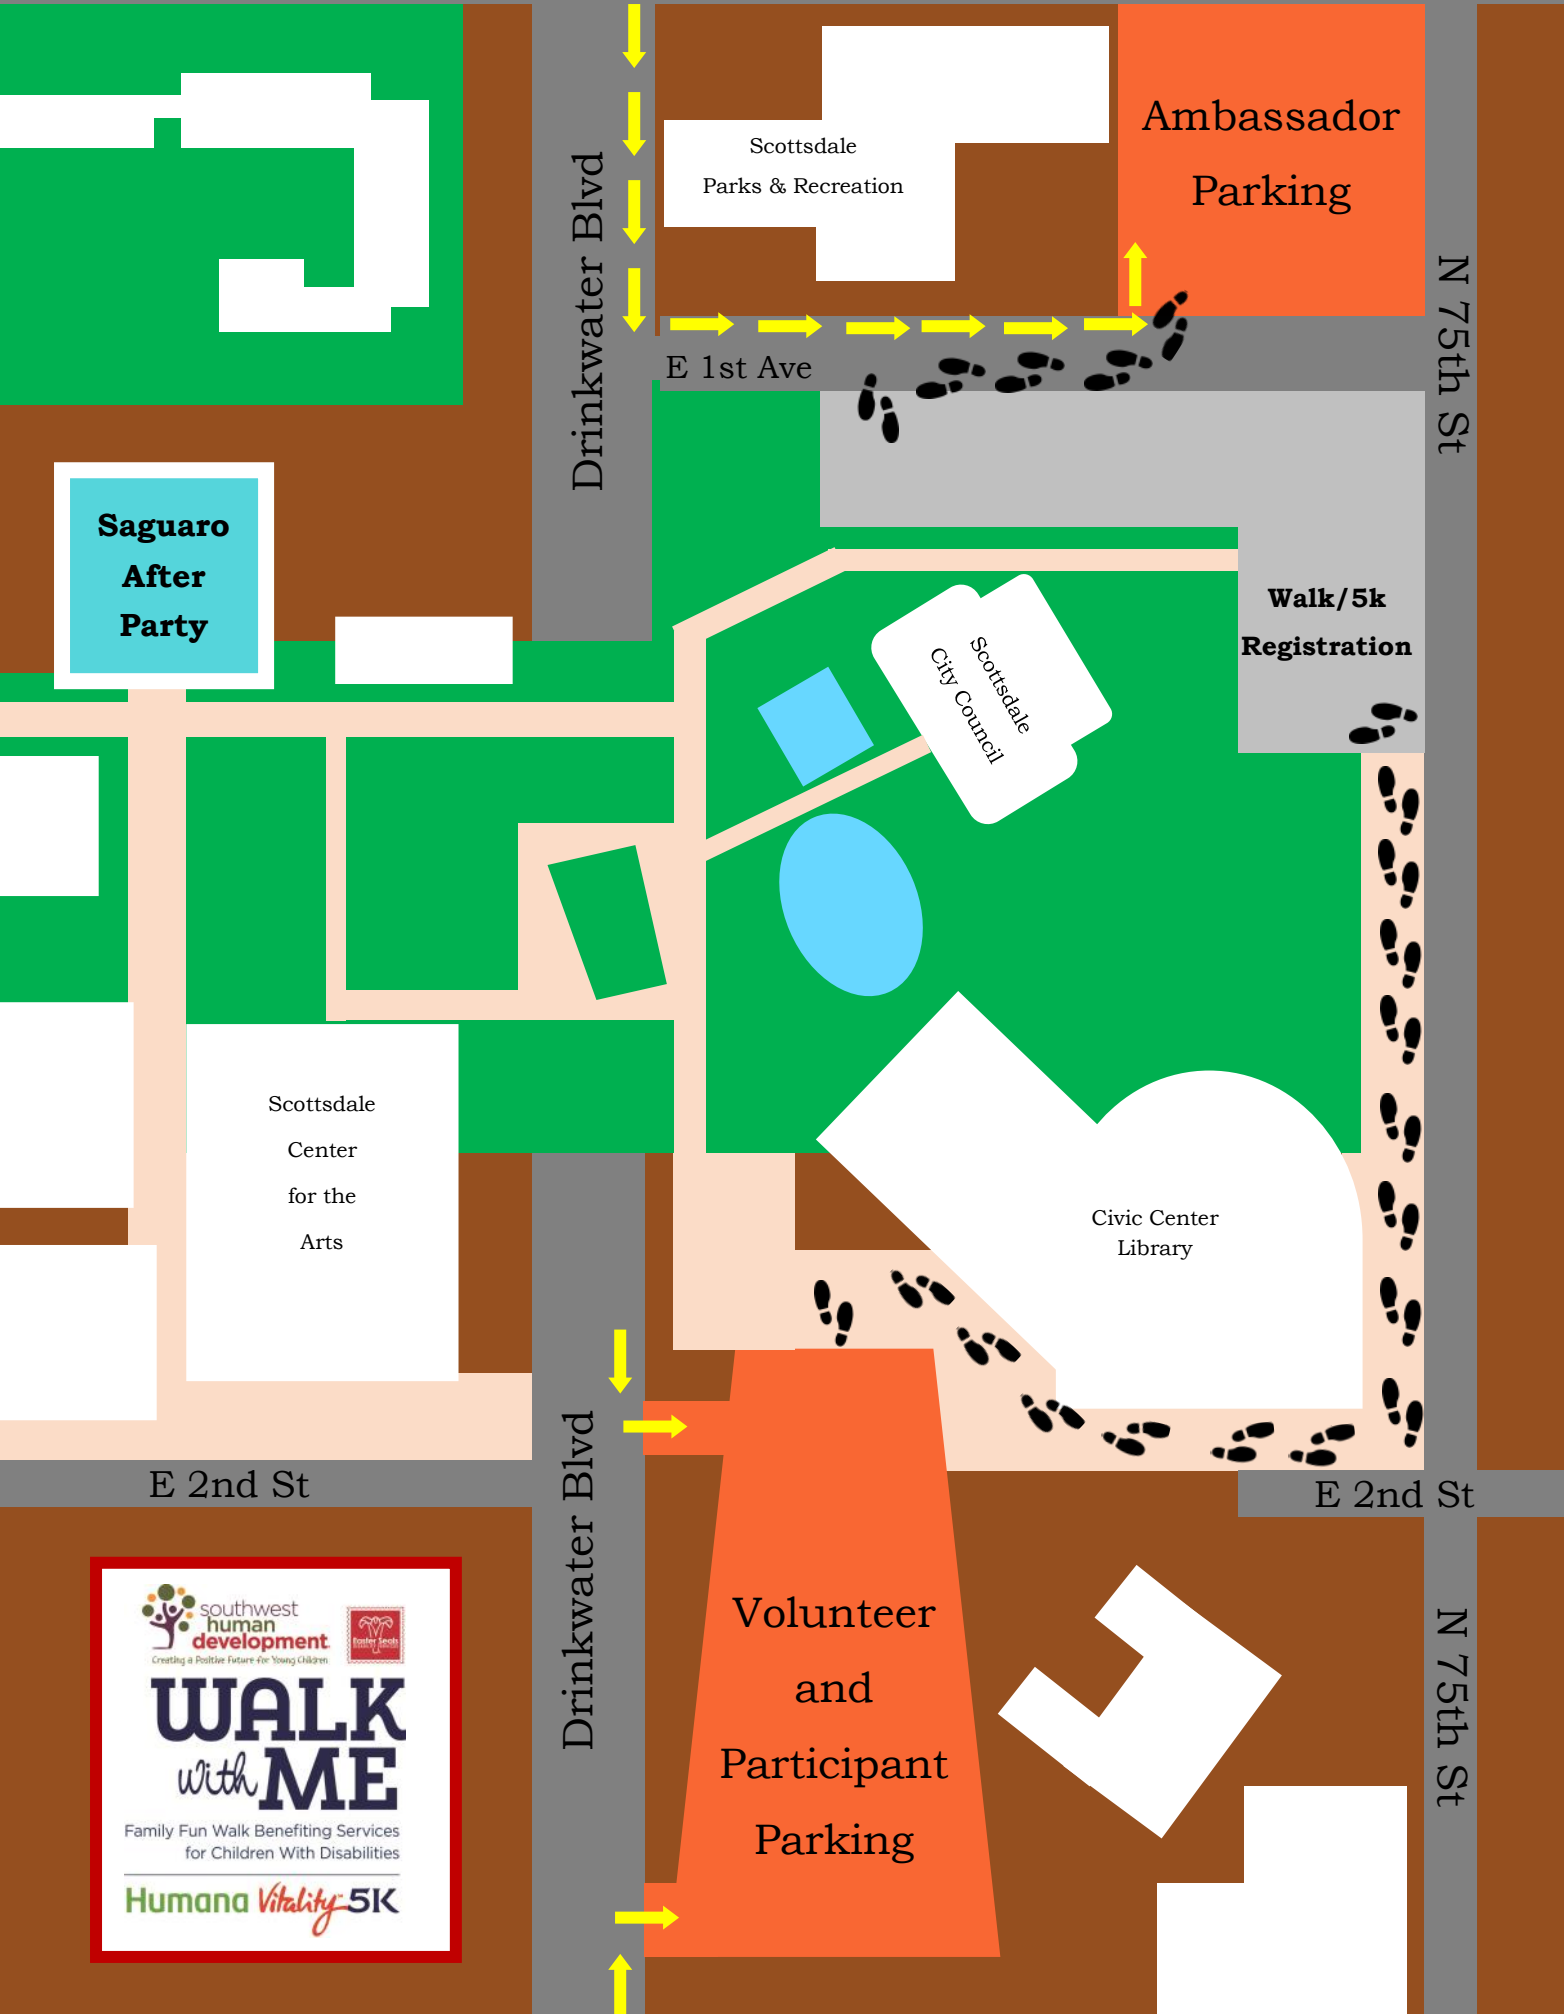 Ambassador
Parking
Scottsdale
Parks & Recreation
Drinkwater Blvd
N 75th St
E 1st Ave
Saguaro
After
Party
Walk/5k
Registration
Scottsdale
City Council
Scottsdale
Center
for the
Arts
Civic Center
Library
E 2nd St
E 2nd St
Drinkwater Blvd
N 75th St
Volunteer
and
Participant
Parking
southwest
human
development
Creating a Positive Future for Young Children
Easter Seals
WALK
with ME
Family Fun Walk Benefiting Services
for Children With Disabilities
Humana Vitality 5K